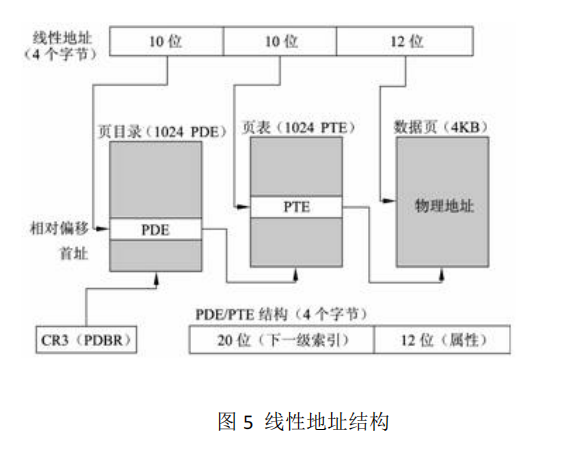 线性地址
（4 个字节）
10 位
10 位
12 位
页目录（1024 PDE）
页表（1024 PTE）
数据页（4KB）
物理地址
PTE
相对偏移
PDE
首址
PDE/PTE 结构（4 个字节）
CR3（PDBR）
20 位（下一级索引）
12 位（属性）
图 5 线性地址结构